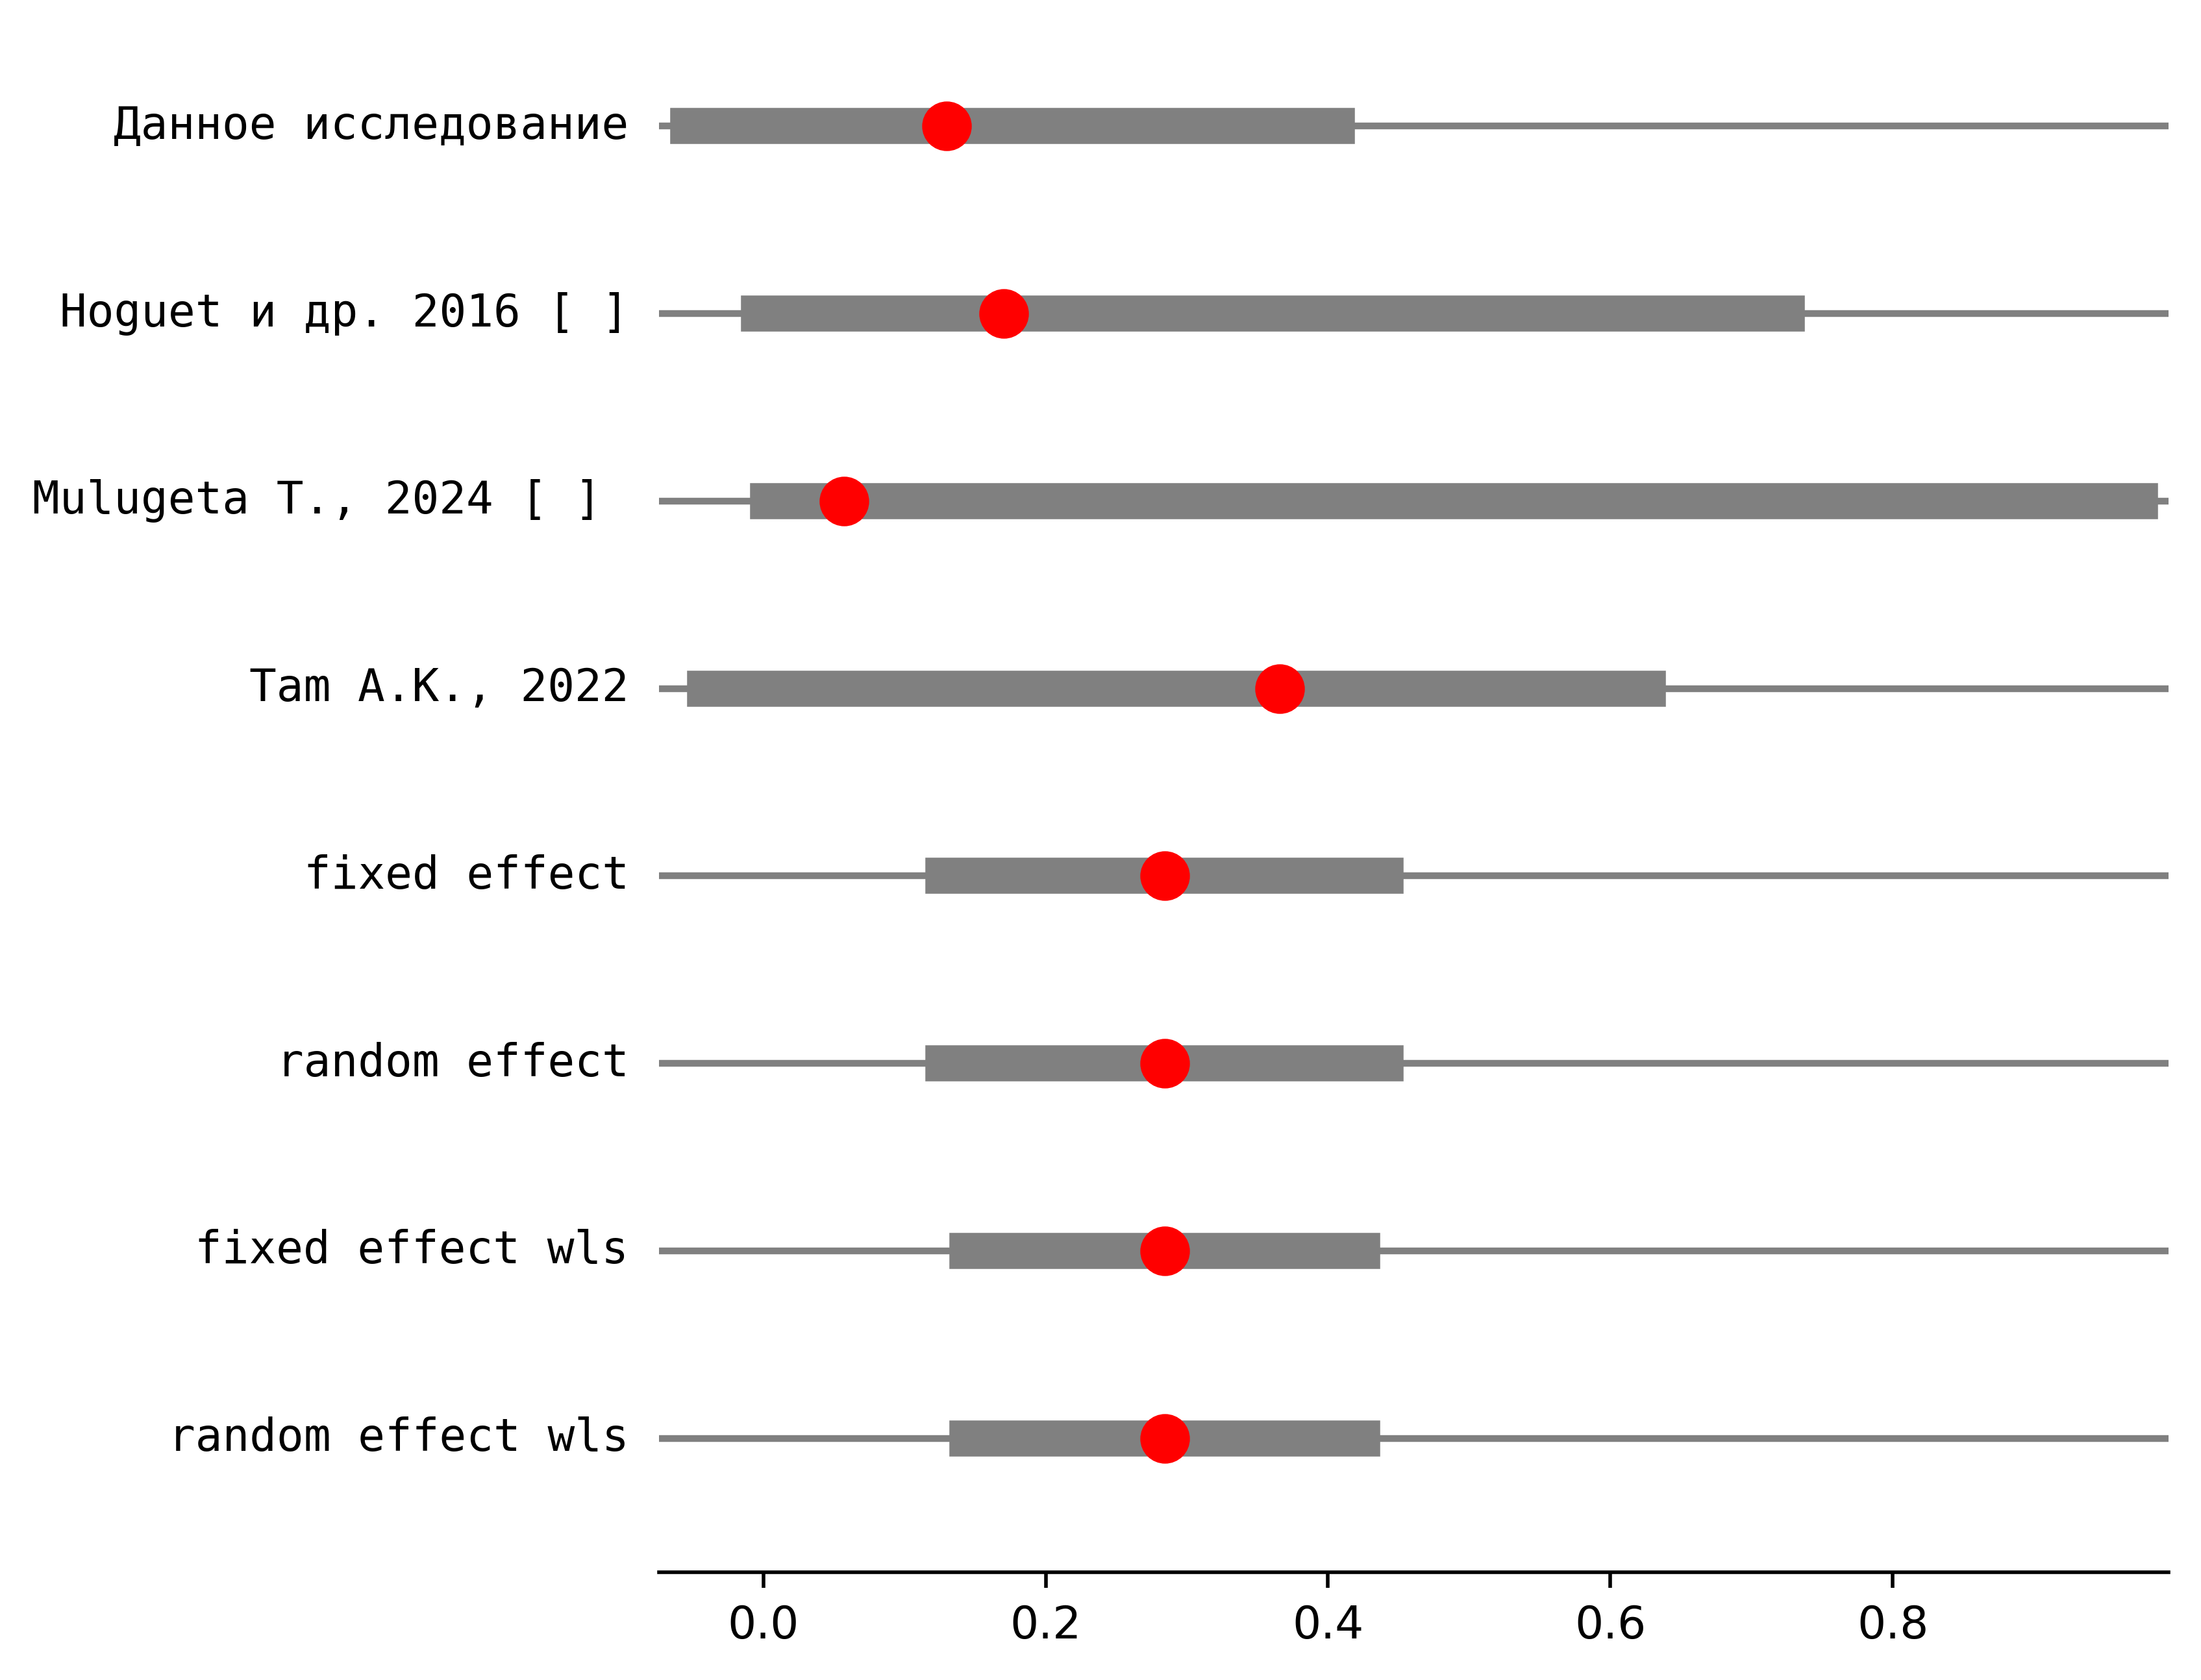 Данное исследование
Hoguet и др. 2016 [ ]
Mulugeta T., 2024 [ ]
Tam A.K., 2022
fixed effect
random effect
fixed effect wls
random effect wls
0.0 0.2 0.4 0.6 0.8